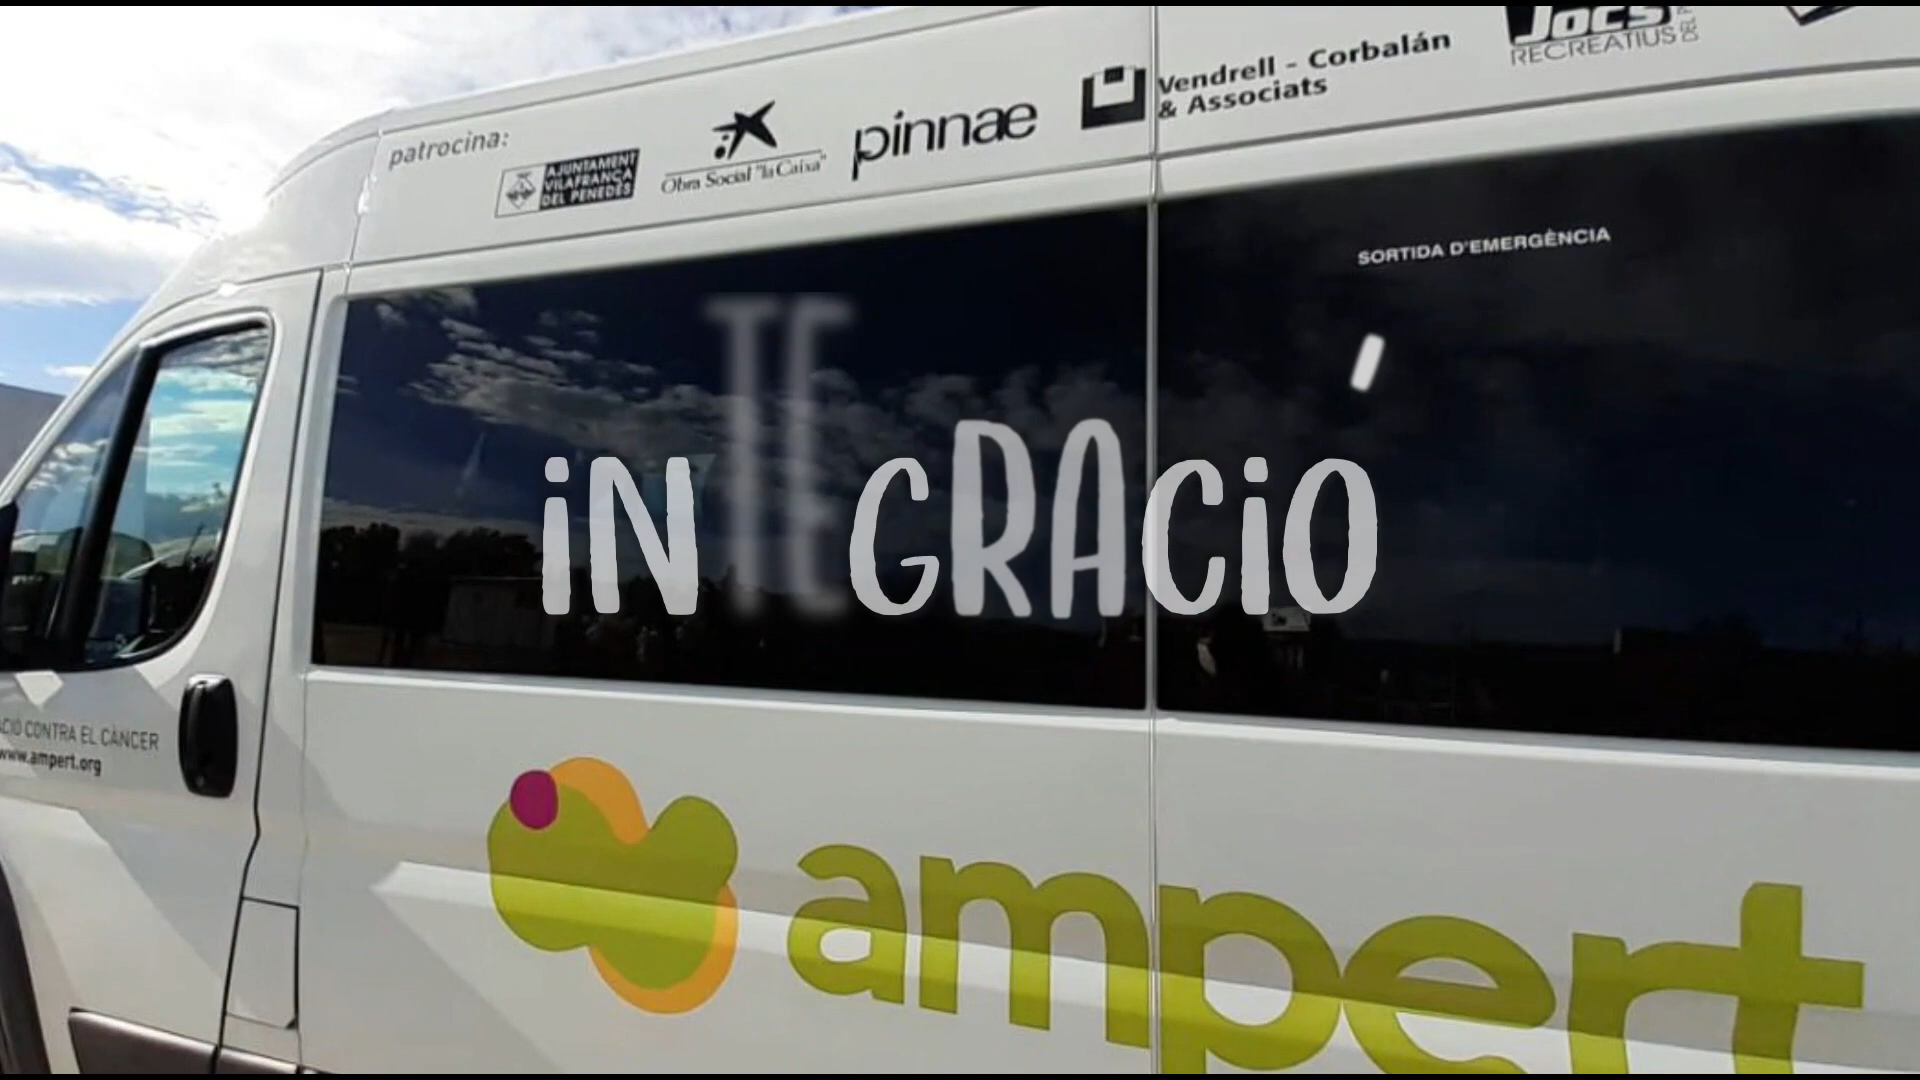 patrocina:
AJUNTAMENT
VILAFRANCA
DEL PENEDÈS
Obra Social "la Caixa"
pinnae
Vendrell - Corbalán
& Associats
JOCS
RECREATIUS
SORTIDA D'EMERGÈNCIA
iNTEGRACiÓ
CONTRA EL CÀNCER
www.ampert.org
ampert